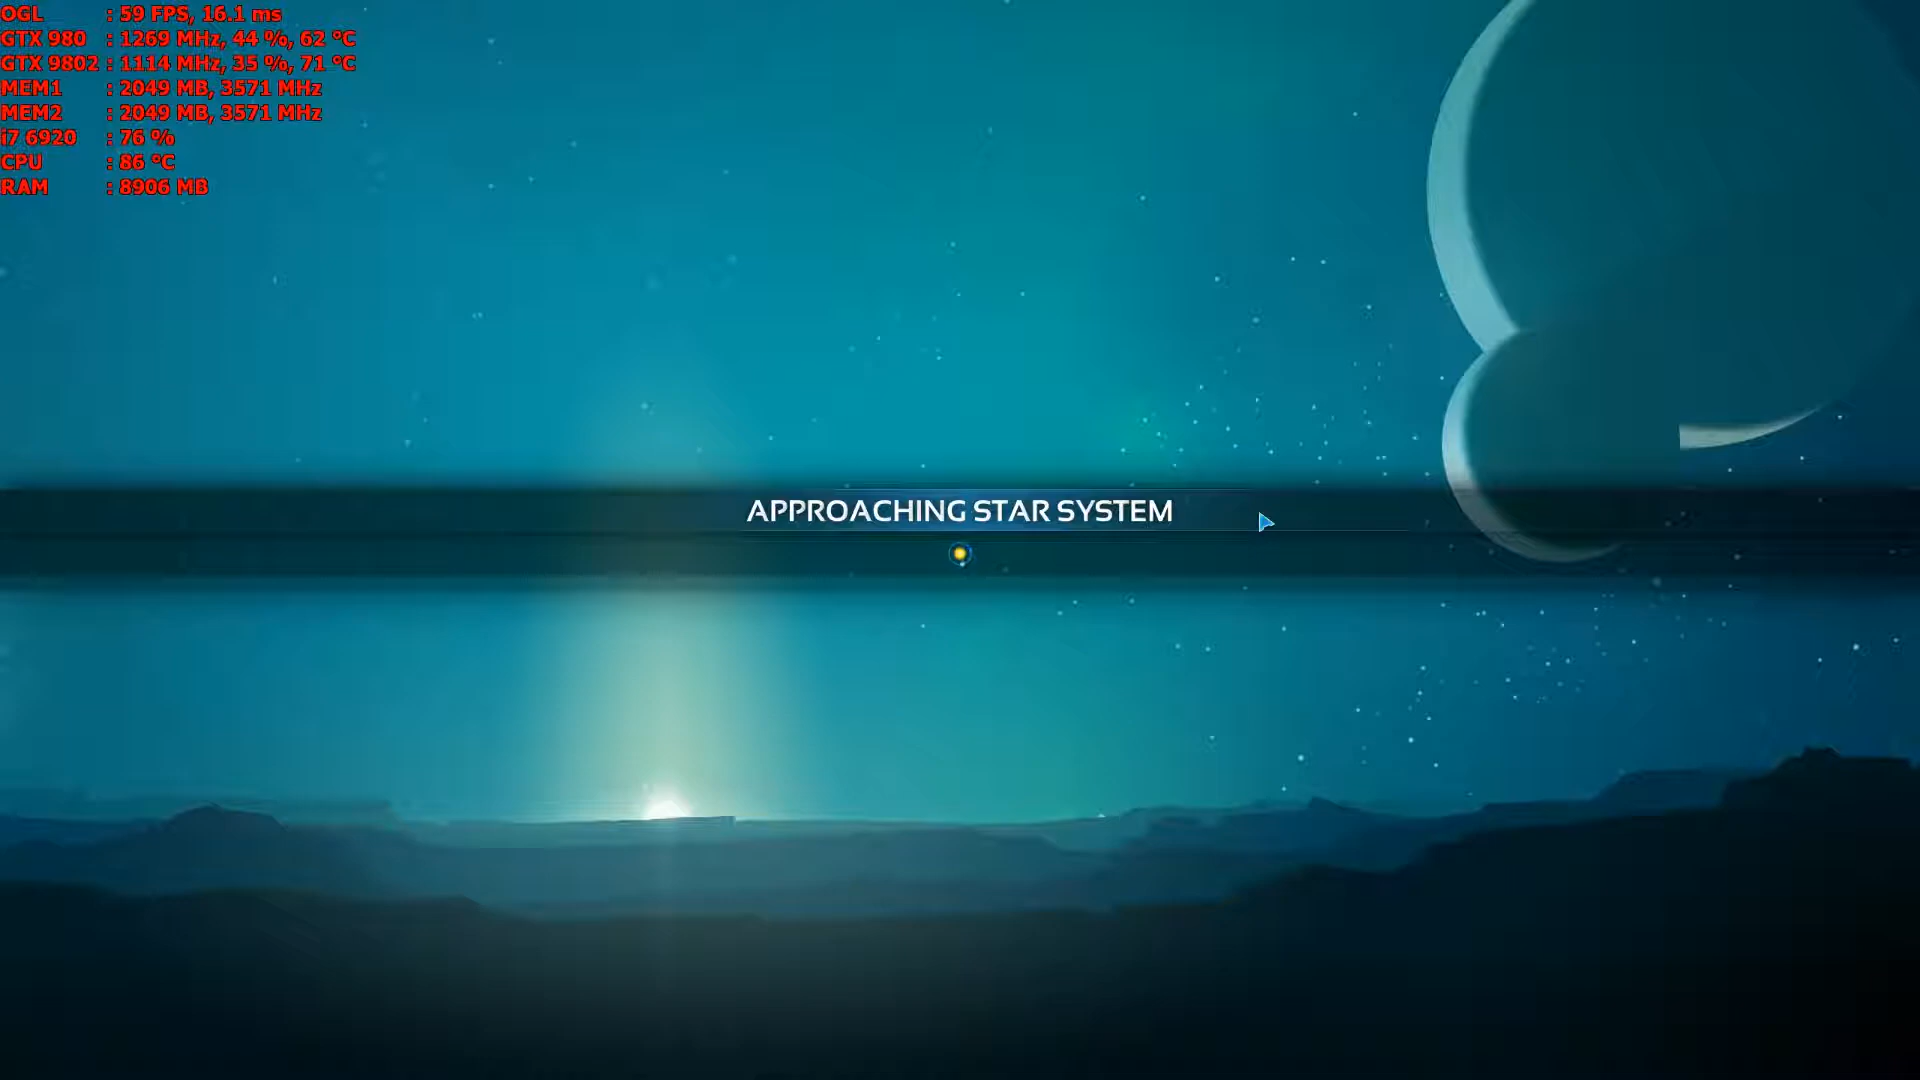 OGL : 59 FPS, 16.1 ms
GTX 980 : 1269 MHz, 44 %, 62 °C
GTX 9802 : 1114 MHz, 35 %, 71 °C
MEM1 : 2049 MB, 3571 MHz
MEM2 : 2049 MB, 3571 MHz
i7 6920 : 76 %
CPU : 86 °C
RAM : 8906 MB
APPROACHING STAR SYSTEM